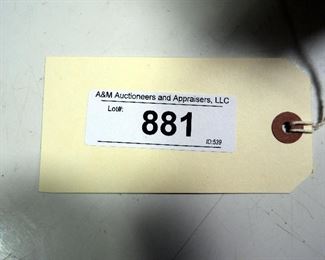 A&M Auctioneers and Appraisers, LLC
Lot#:
881
ID:539